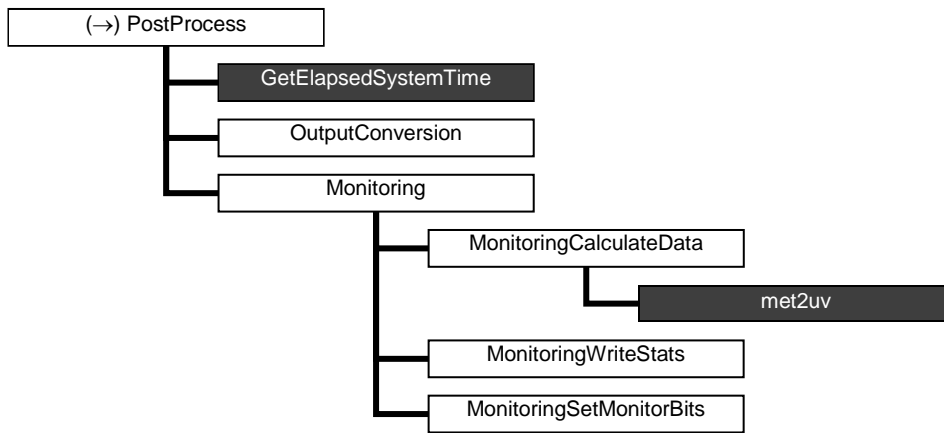 (→) PostProcess
GetElapsedSystemTime
OutputConversion
Monitoring
MonitoringCalculateData
met2uv
MonitoringWriteStats
MonitoringSetMonitorBits